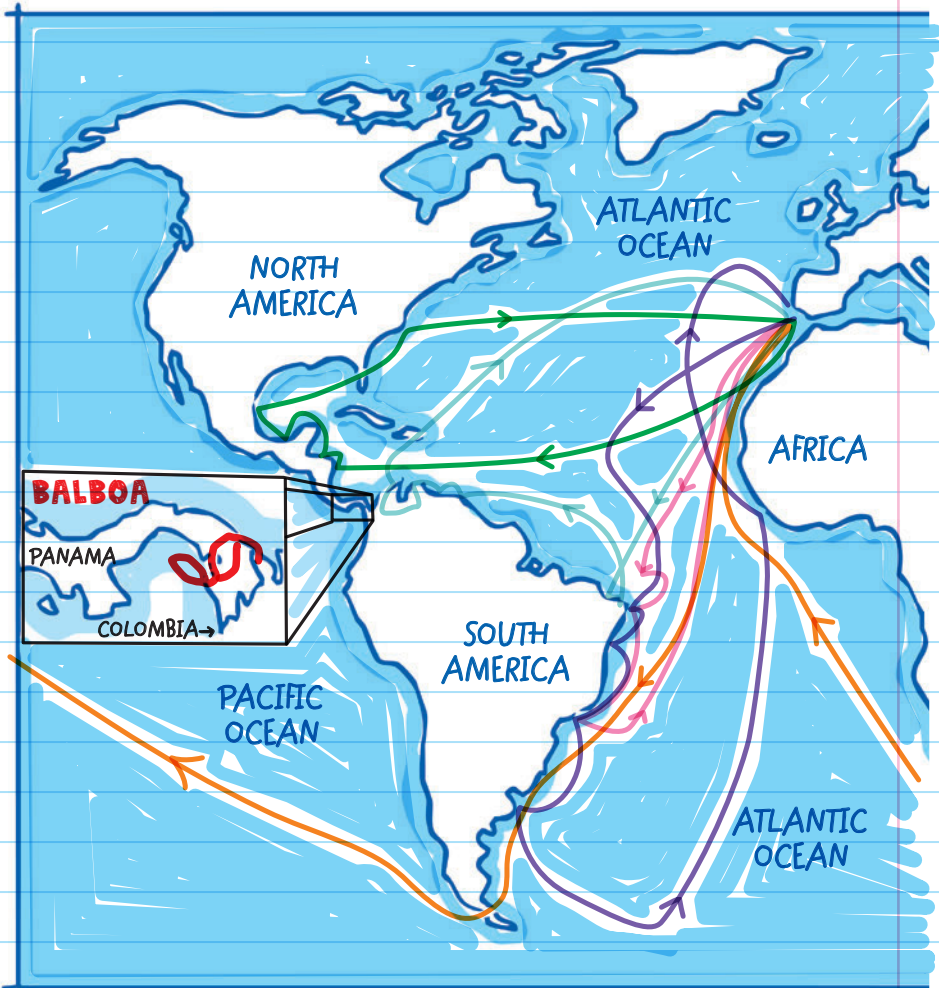 ATLANTIC
OCEAN
NORTH
AMERICA
AFRICA
BALBOA
PANAMA
COLOMBIA→
SOUTH
AMERICA
PACIFIC
OCEAN
ATLANTIC
OCEAN